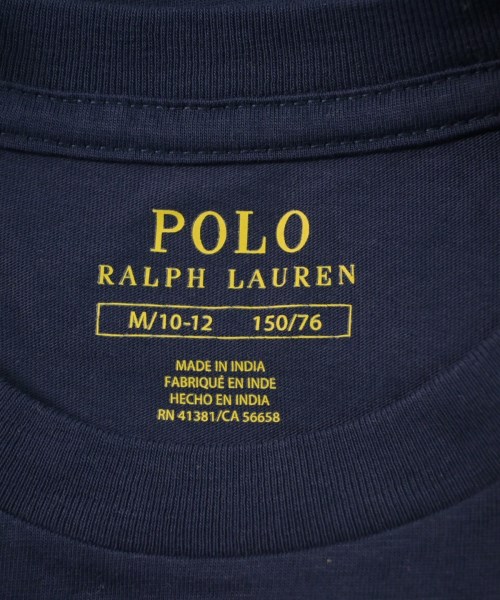 POLO
RALPH LAUREN
M/10-12 150/76
MADE IN INDIA
FABRIQUÉ EN INDE
HECHO EN INDIA
RN 41381/CA 56658